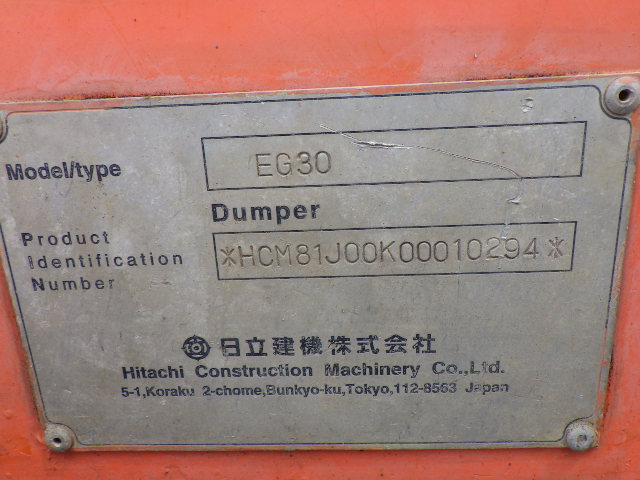 Model/type EG30
Dumper
Product
Identification
Number
*HCM81J00K00010294*
日立建機株式会社
Hitachi Construction Machinery Co.,Ltd.
5-1,Koraku 2-chome,Bunkyo-ku,Tokyo,112-8563 Japan